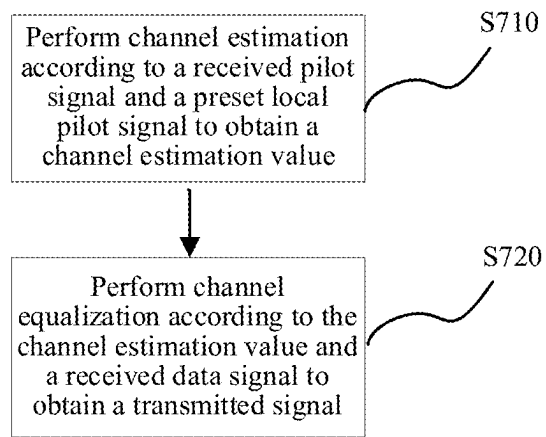 Perform channel estimation
according to a received pilot
signal and a preset local
pilot signal to obtain a
channel estimation value
S710
Perform channel
equalization according to the
channel estimation value and
a received data signal to
obtain a transmitted signal
S720